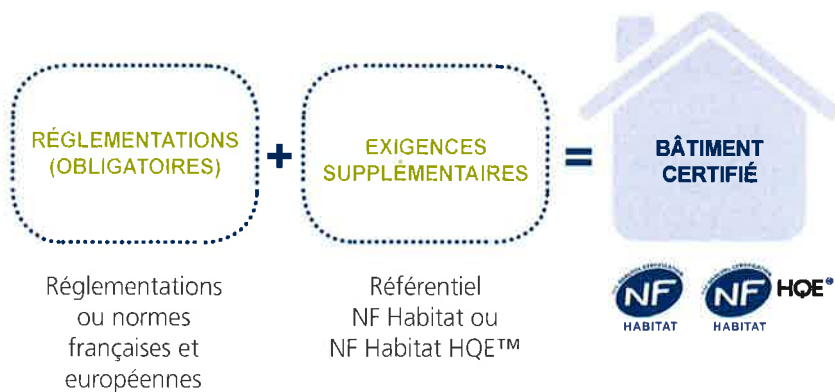 RÉGLEMENTATIONS
(OBLIGATOIRES)
+
EXIGENCES
SUPPLÉMENTAIRES
=
BÂTIMENT
CERTIFIÉ
Réglementations
ou normes
françaises et
européennes
Référentiel
NF Habitat ou
NF Habitat HQE™
NF
HABITAT
NF HQE®
HABITAT